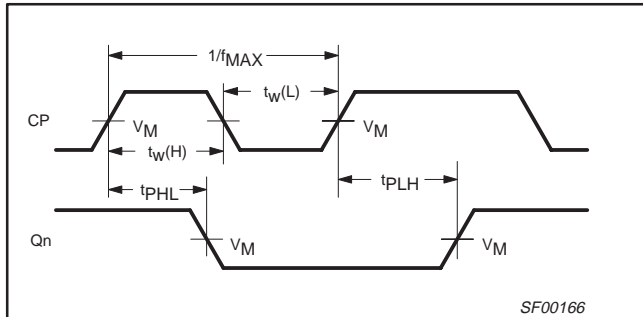 1/fMAX
tw(L)
CP
VM
VM
tw(H)
tPHL
tPLH
Qn
VM
VM
SF00166